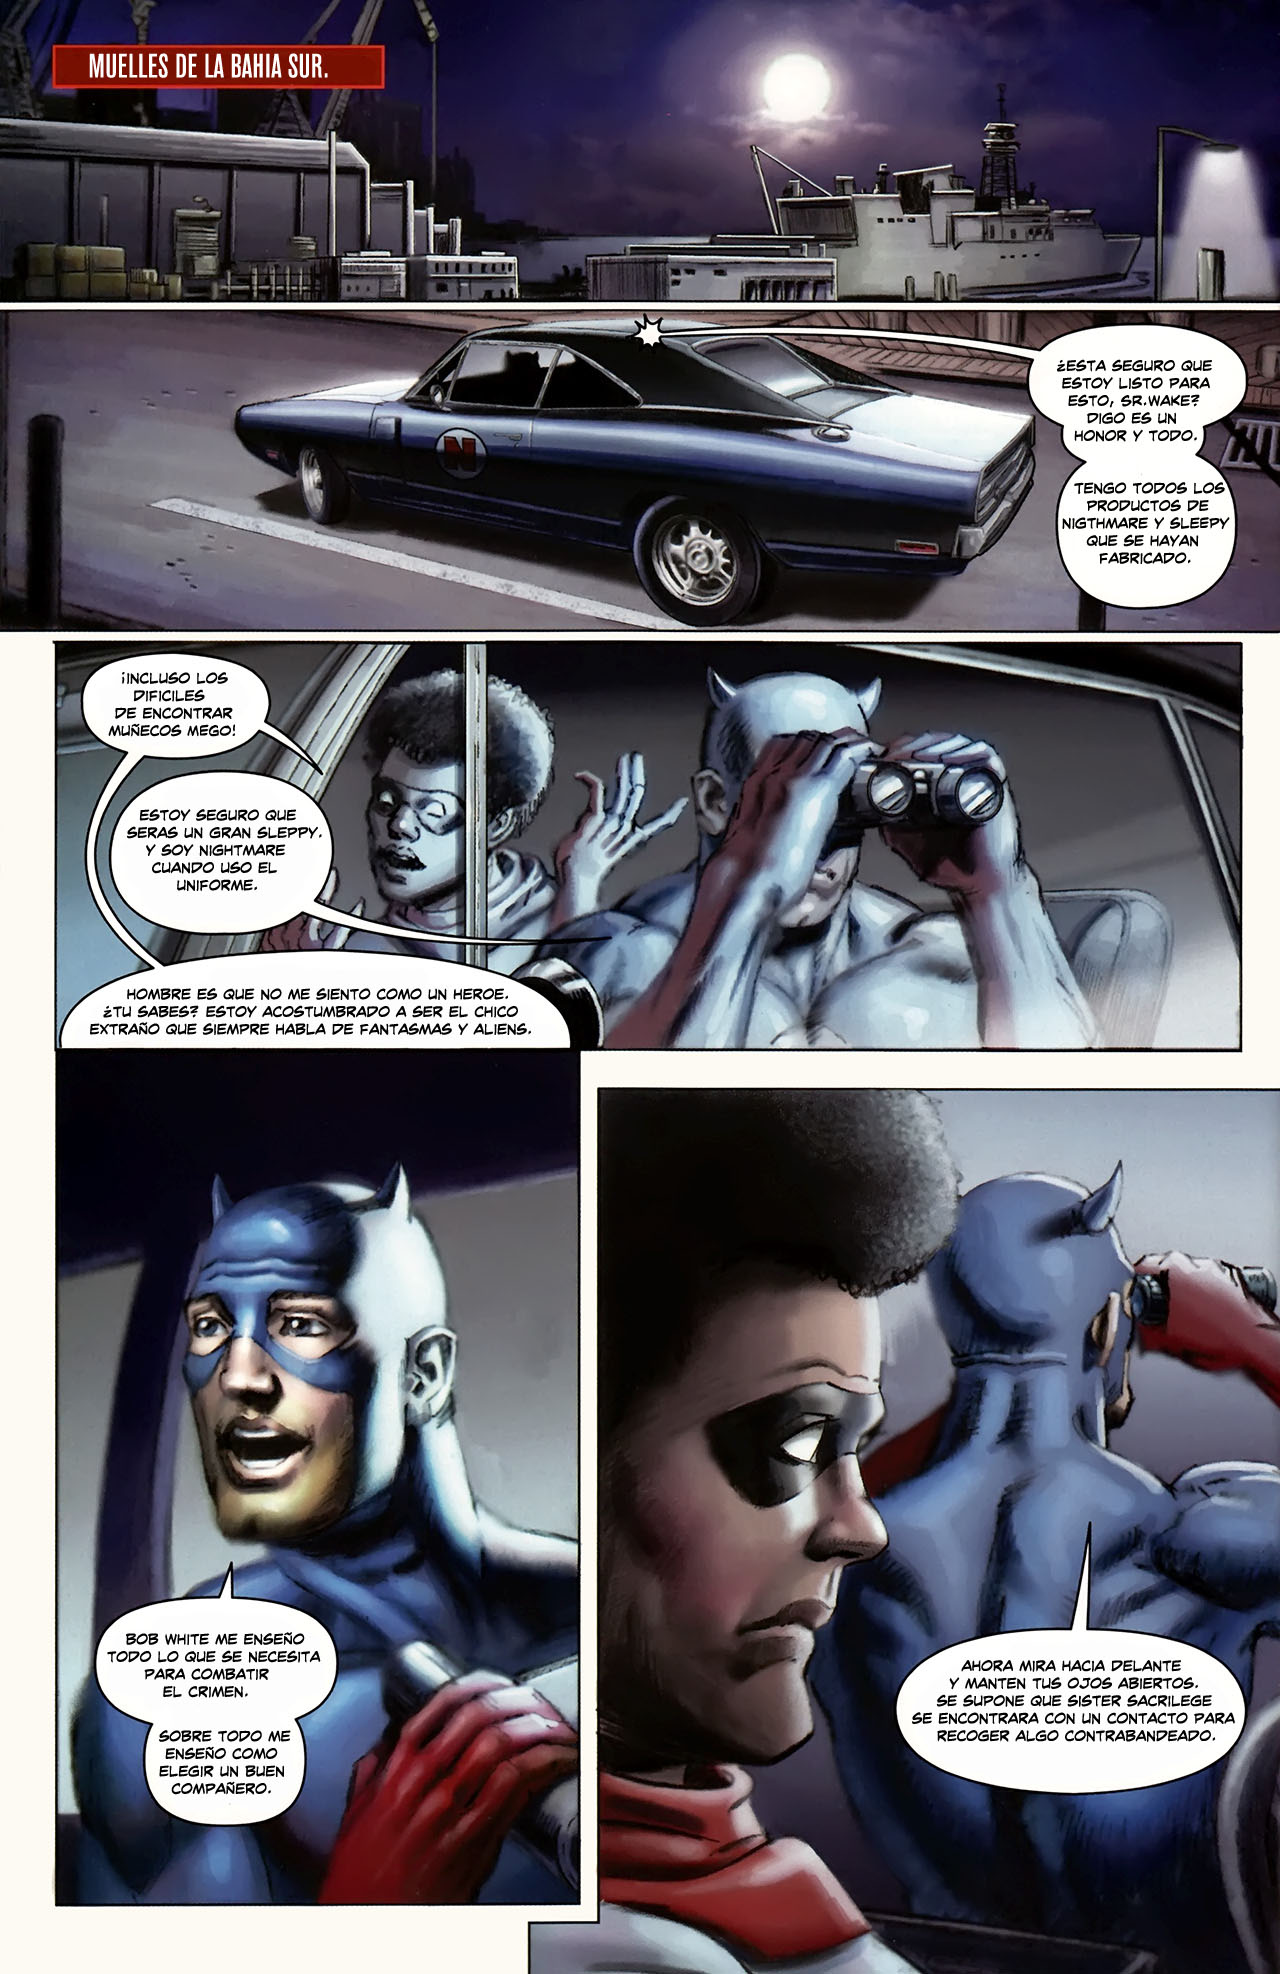 MUELLES DE LA BAHIA SUR.
¿ESTA SEGURO QUE
ESTOY LISTO PARA
ESTO, SR.WAKE?
DIGO ES UN
HONOR Y TODO.
TENGO TODOS LOS
PRODUCTOS DE
NIGTHMARE Y SLEEPY
QUE SE HAYAN
FABRICADO.
N
¡INCLUSO LOS
DIFICILES
DE ENCONTRAR
MUÑECOS MEGO!
ESTOY SEGURO QUE
SERAS UN GRAN SLEPPY.
Y SOY NIGHTMARE
CUANDO USO EL
UNIFORME.
HOMBRE ES QUE NO ME SIENTO COMO UN HEROE.
¿TU SABES? ESTOY ACOSTUMBRADO A SER EL CHICO
EXTRAÑO QUE SIEMPRE HABLA DE FANTASMAS Y ALIENS.
BOB WHITE ME ENSEÑO
TODO LO QUE SE NECESITA
PARA COMBATIR
EL CRIMEN.
SOBRE TODO ME
ENSEÑO COMO
ELEGIR UN BUEN
COMPAÑERO.
AHORA MIRA HACIA DELANTE
Y MANTEN TUS OJOS ABIERTOS.
SE SUPONE QUE SISTER SACRILEGE
SE ENCONTRARA CON UN CONTACTO PARA
RECOGER ALGO CONTRABANDEADO.